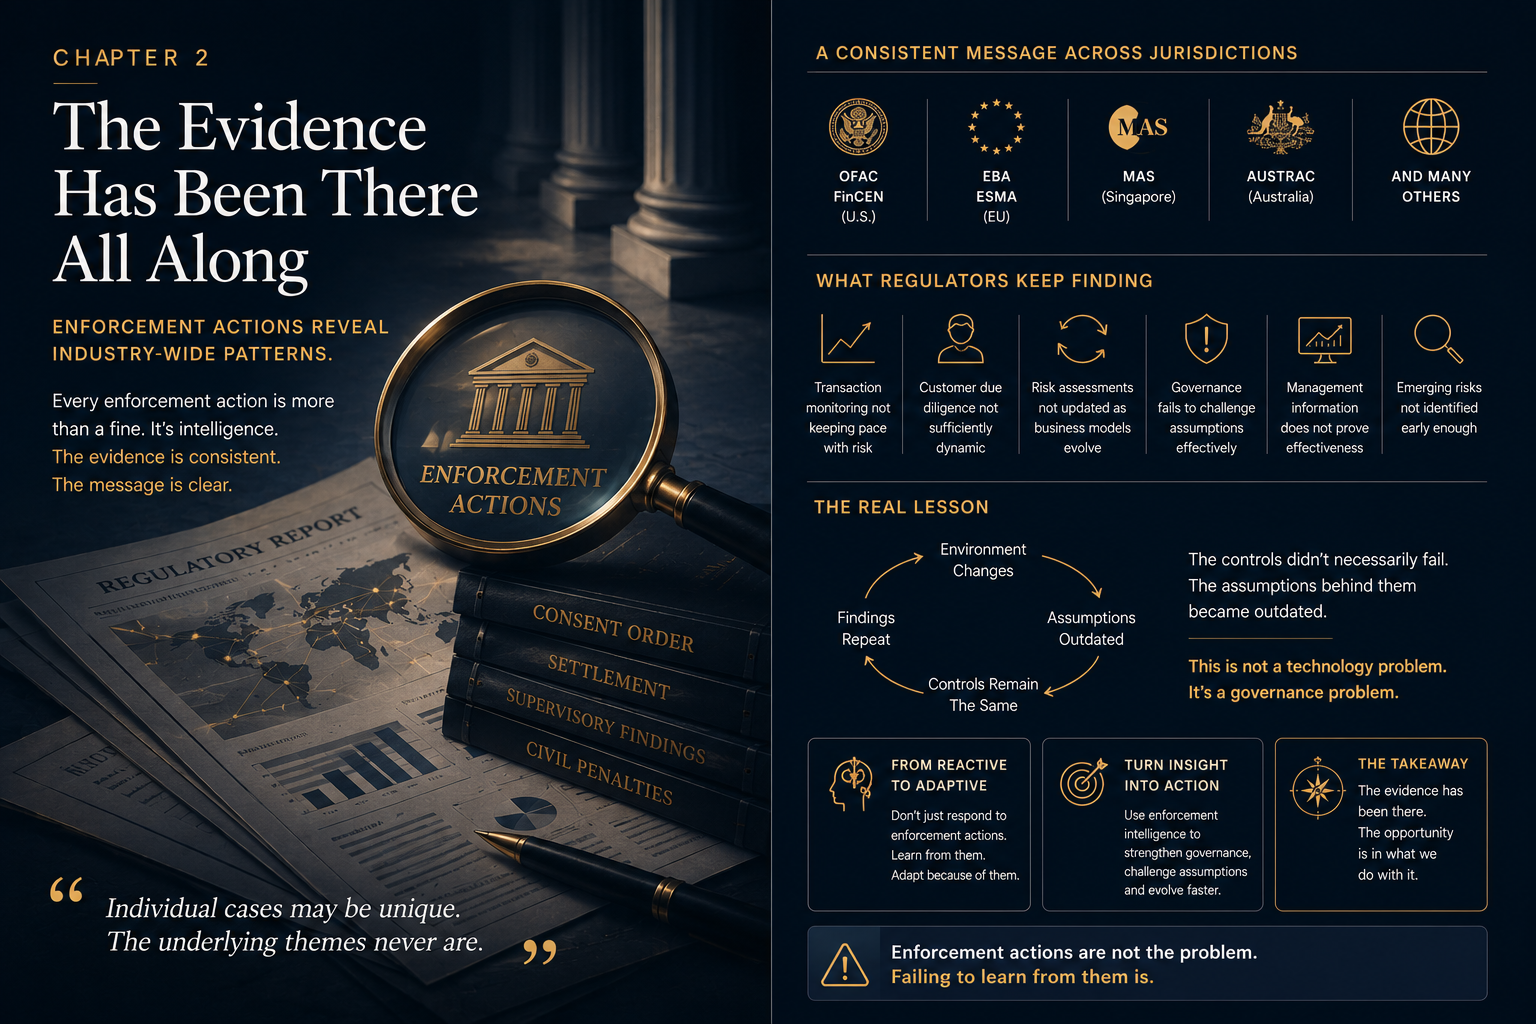 CHAPTER 2
The Evidence
Has Been There
All Along
ENFORCEMENT ACTIONS REVEAL
INDUSTRY-WIDE PATTERNS.
Every enforcement action is more
than a fine. It's intelligence.
The evidence is consistent.
The message is clear.
ENFORCEMENT
ACTIONS
REGULATORY REPORT
CONSENT ORDER
SETTLEMENT
SUPERVISORY FINDINGS
CIVIL PENALTIES
“ Individual cases may be unique.
The underlying themes never are. ”
A CONSISTENT MESSAGE ACROSS JURISDICTIONS
OFAC
FinCEN
(U.S.)
EBA
ESMA
(EU)
MAS
MAS
(Singapore)
AUSTRAC
(Australia)
AND MANY
OTHERS
WHAT REGULATORS KEEP FINDING
Transaction
monitoring not
keeping pace
with risk
Customer due
diligence not
sufficiently
dynamic
Risk assessments
not updated as
business models
evolve
Governance
fails to challenge
assumptions
effectively
Management
information
does not prove
effectiveness
Emerging risks
not identified
early enough
THE REAL LESSON
Environment
Changes
Assumptions
Outdated
Controls Remain
The Same
Findings
Repeat
The controls didn't necessarily fail.
The assumptions behind them
became outdated.
This is not a technology problem.
It's a governance problem.
FROM REACTIVE
TO ADAPTIVE
Don't just respond to
enforcement actions.
Learn from them.
Adapt because of them.
TURN INSIGHT
INTO ACTION
Use enforcement
intelligence to
strengthen governance,
challenge assumptions
and evolve faster.
THE TAKEAWAY
The evidence has
been there.
The opportunity
is in what we
do with it.
Enforcement actions are not the problem.
Failing to learn from them is.